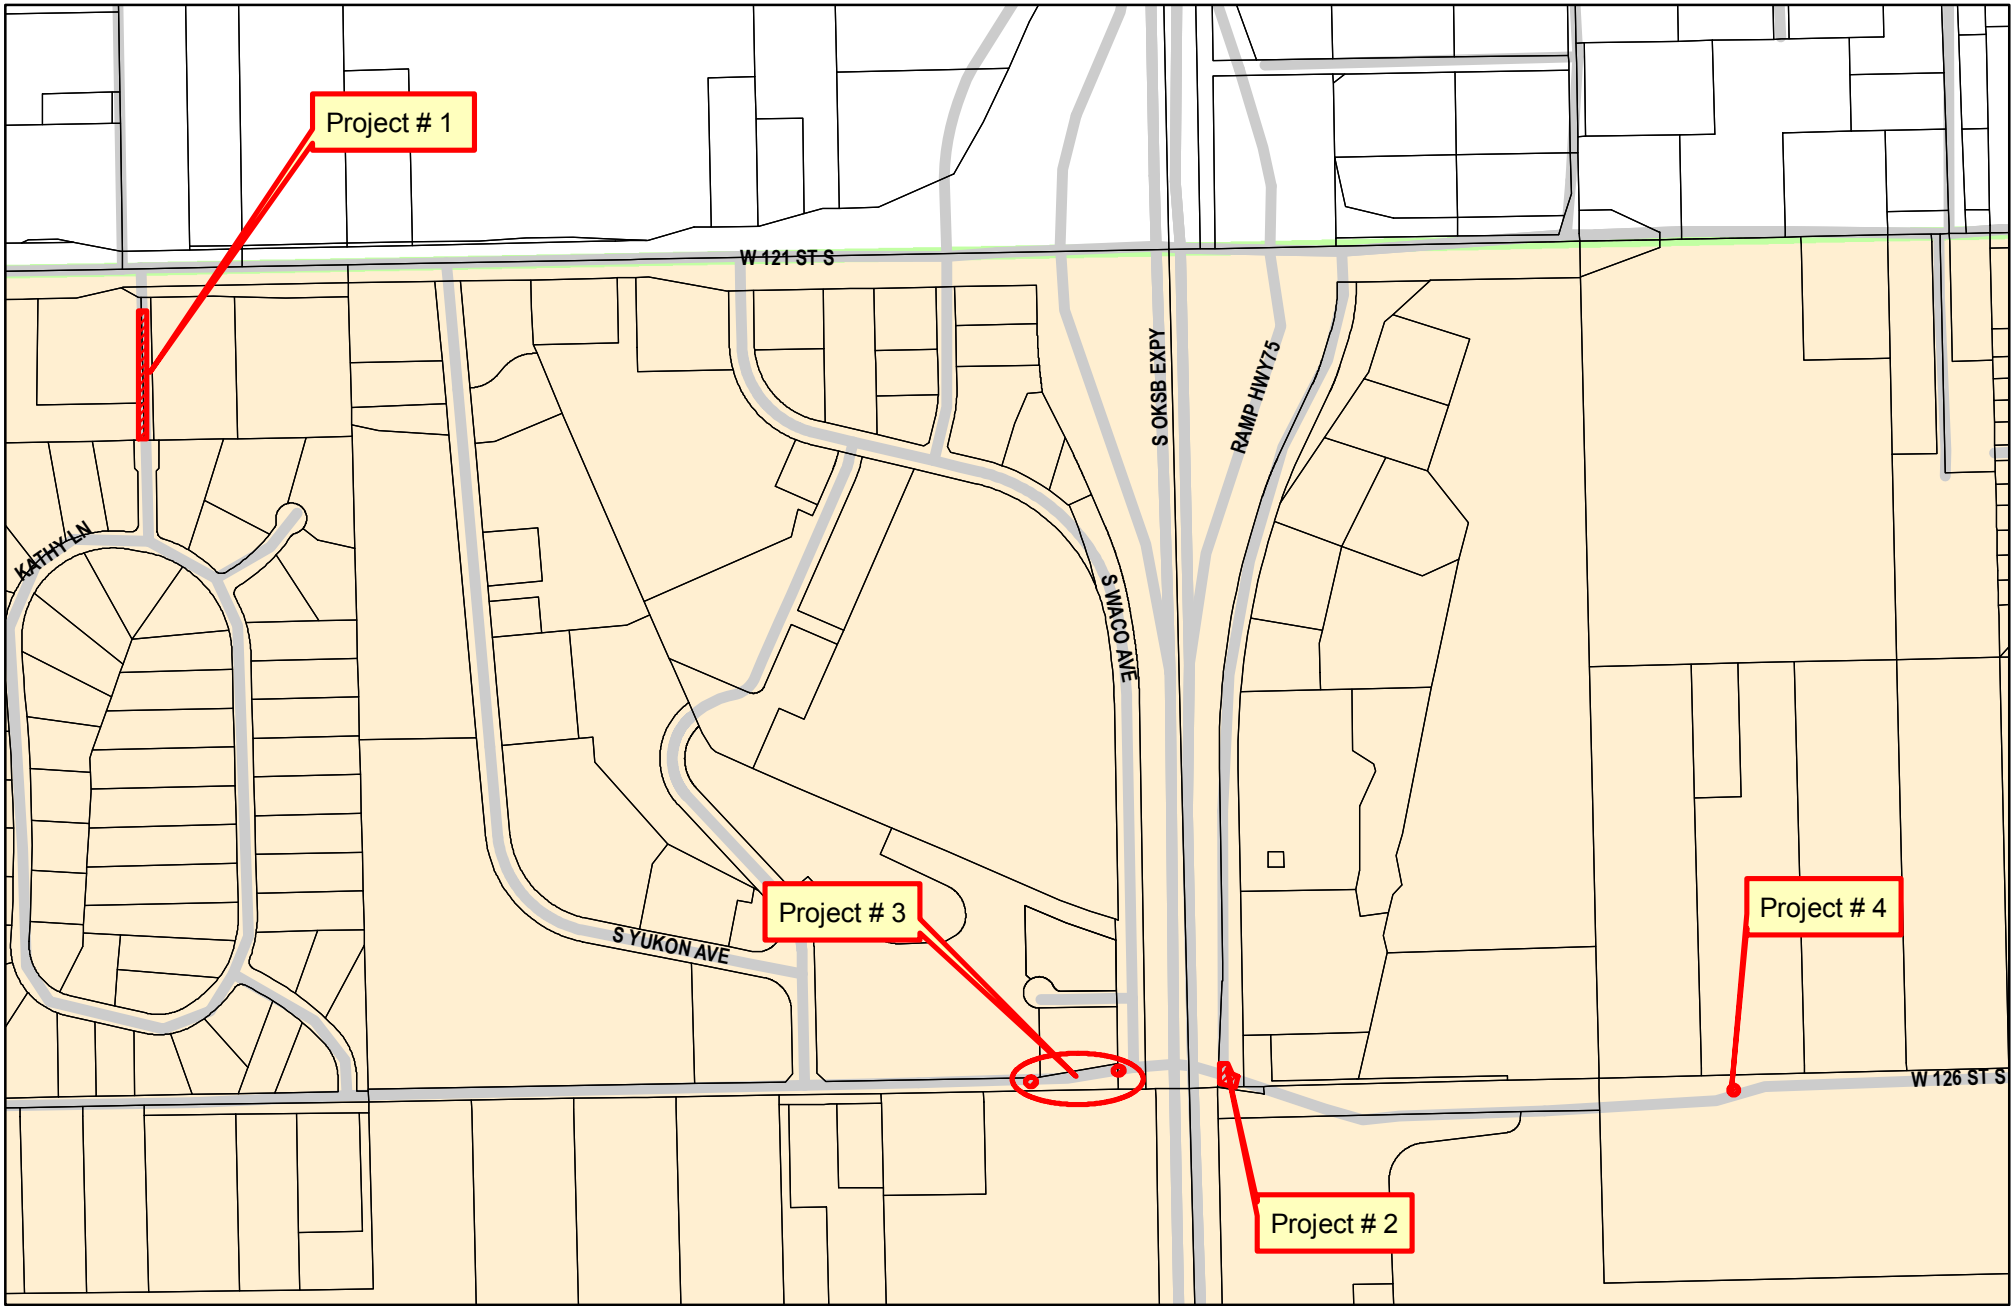 Project # 1
W 121 ST S
S OKSB EXPY
RAMP HWY75
KATHY LN
S WACO AVE
Project # 3
Project # 4
S YUKON AVE
W 126 ST S
Project # 2